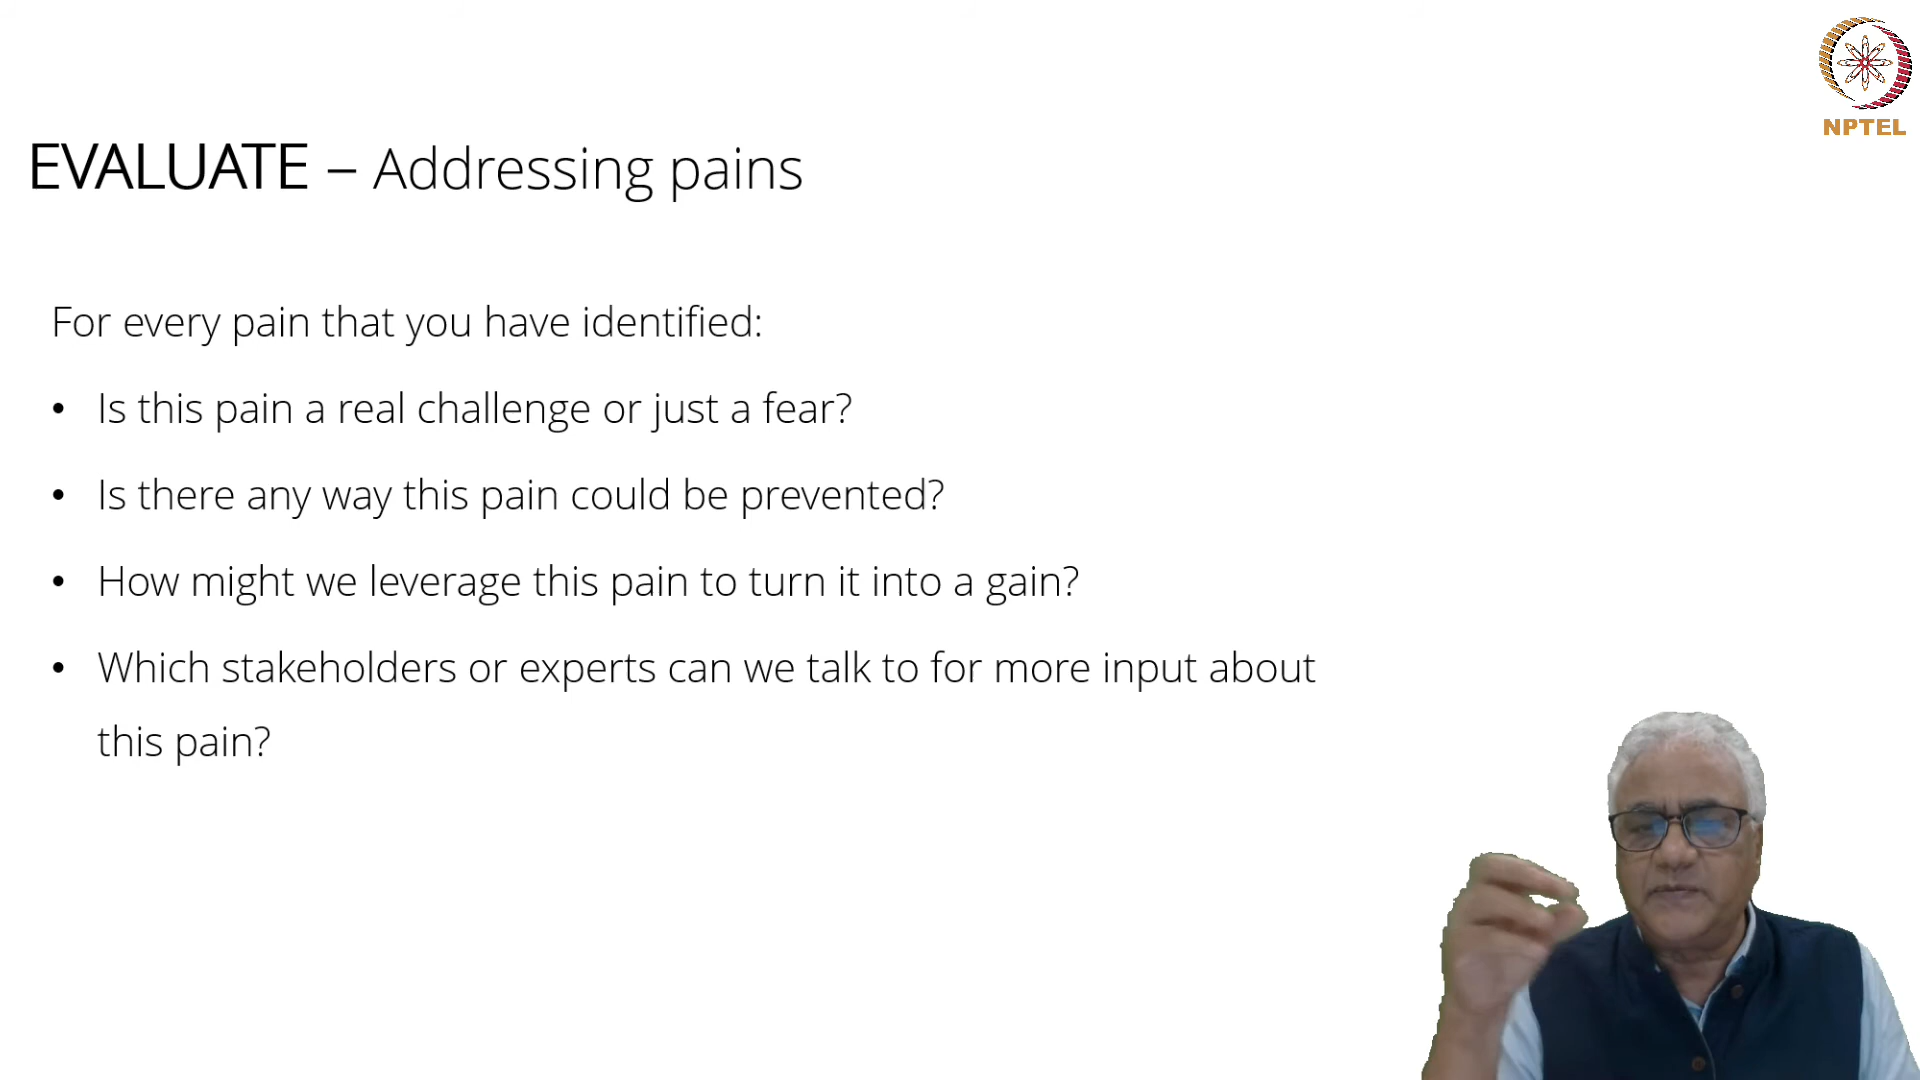 NPTEL
EVALUATE – Addressing pains
For every pain that you have identified:
• Is this pain a real challenge or just a fear?
• Is there any way this pain could be prevented?
• How might we leverage this pain to turn it into a gain?
• Which stakeholders or experts can we talk to for more input about
this pain?